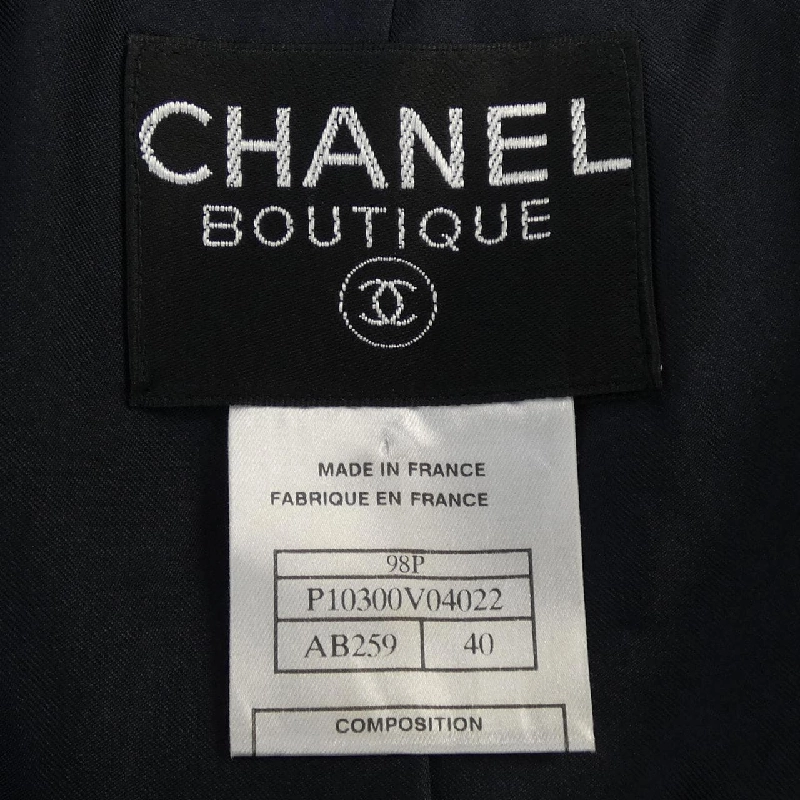 CHANEL
BOUTIQUE
MADE IN FRANCE
FABRIQUE EN FRANCE
98P
P10300V04022
AB259 40
COMPOSITION